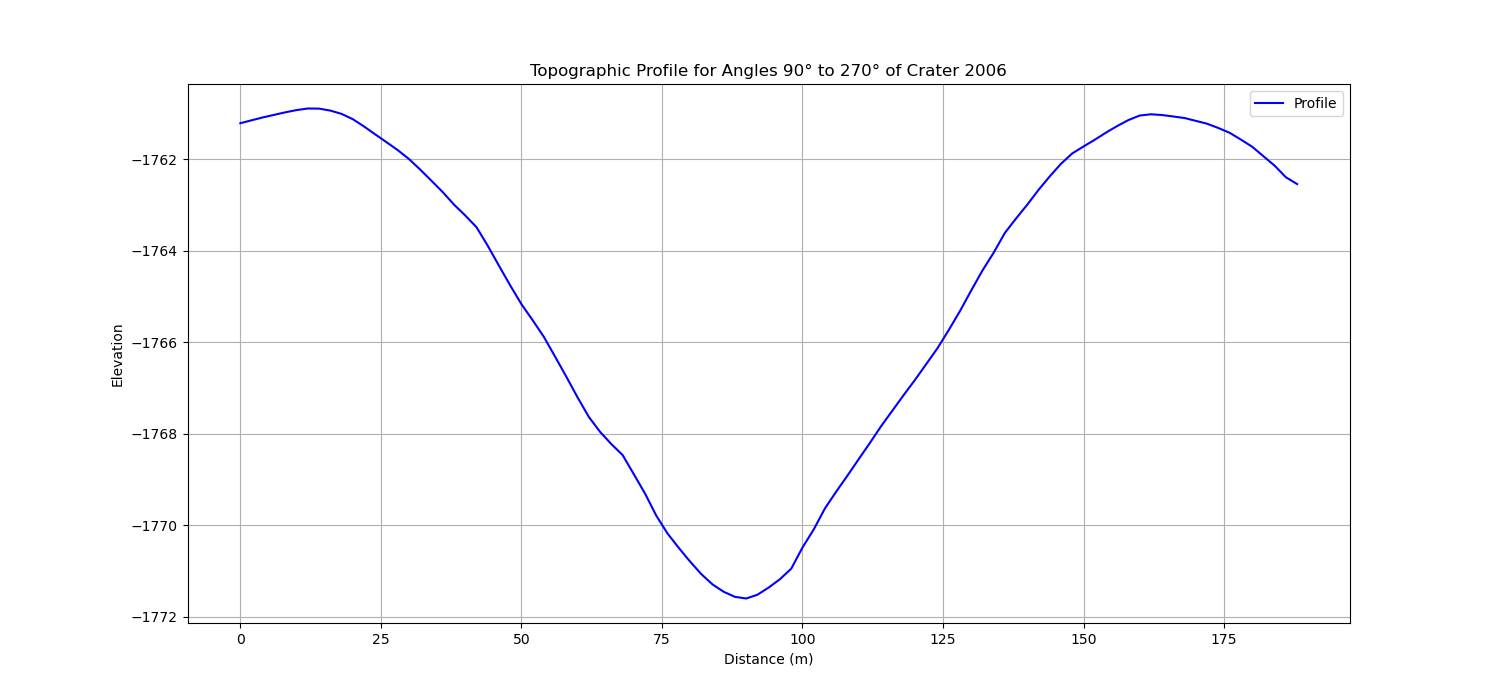 Topographic Profile for Angles 90° to 270° of Crater 2006
Profile
−1762
−1764
−1766
−1768
−1770
−1772
Elevation
0 25 50 75 100 125 150 175
Distance (m)